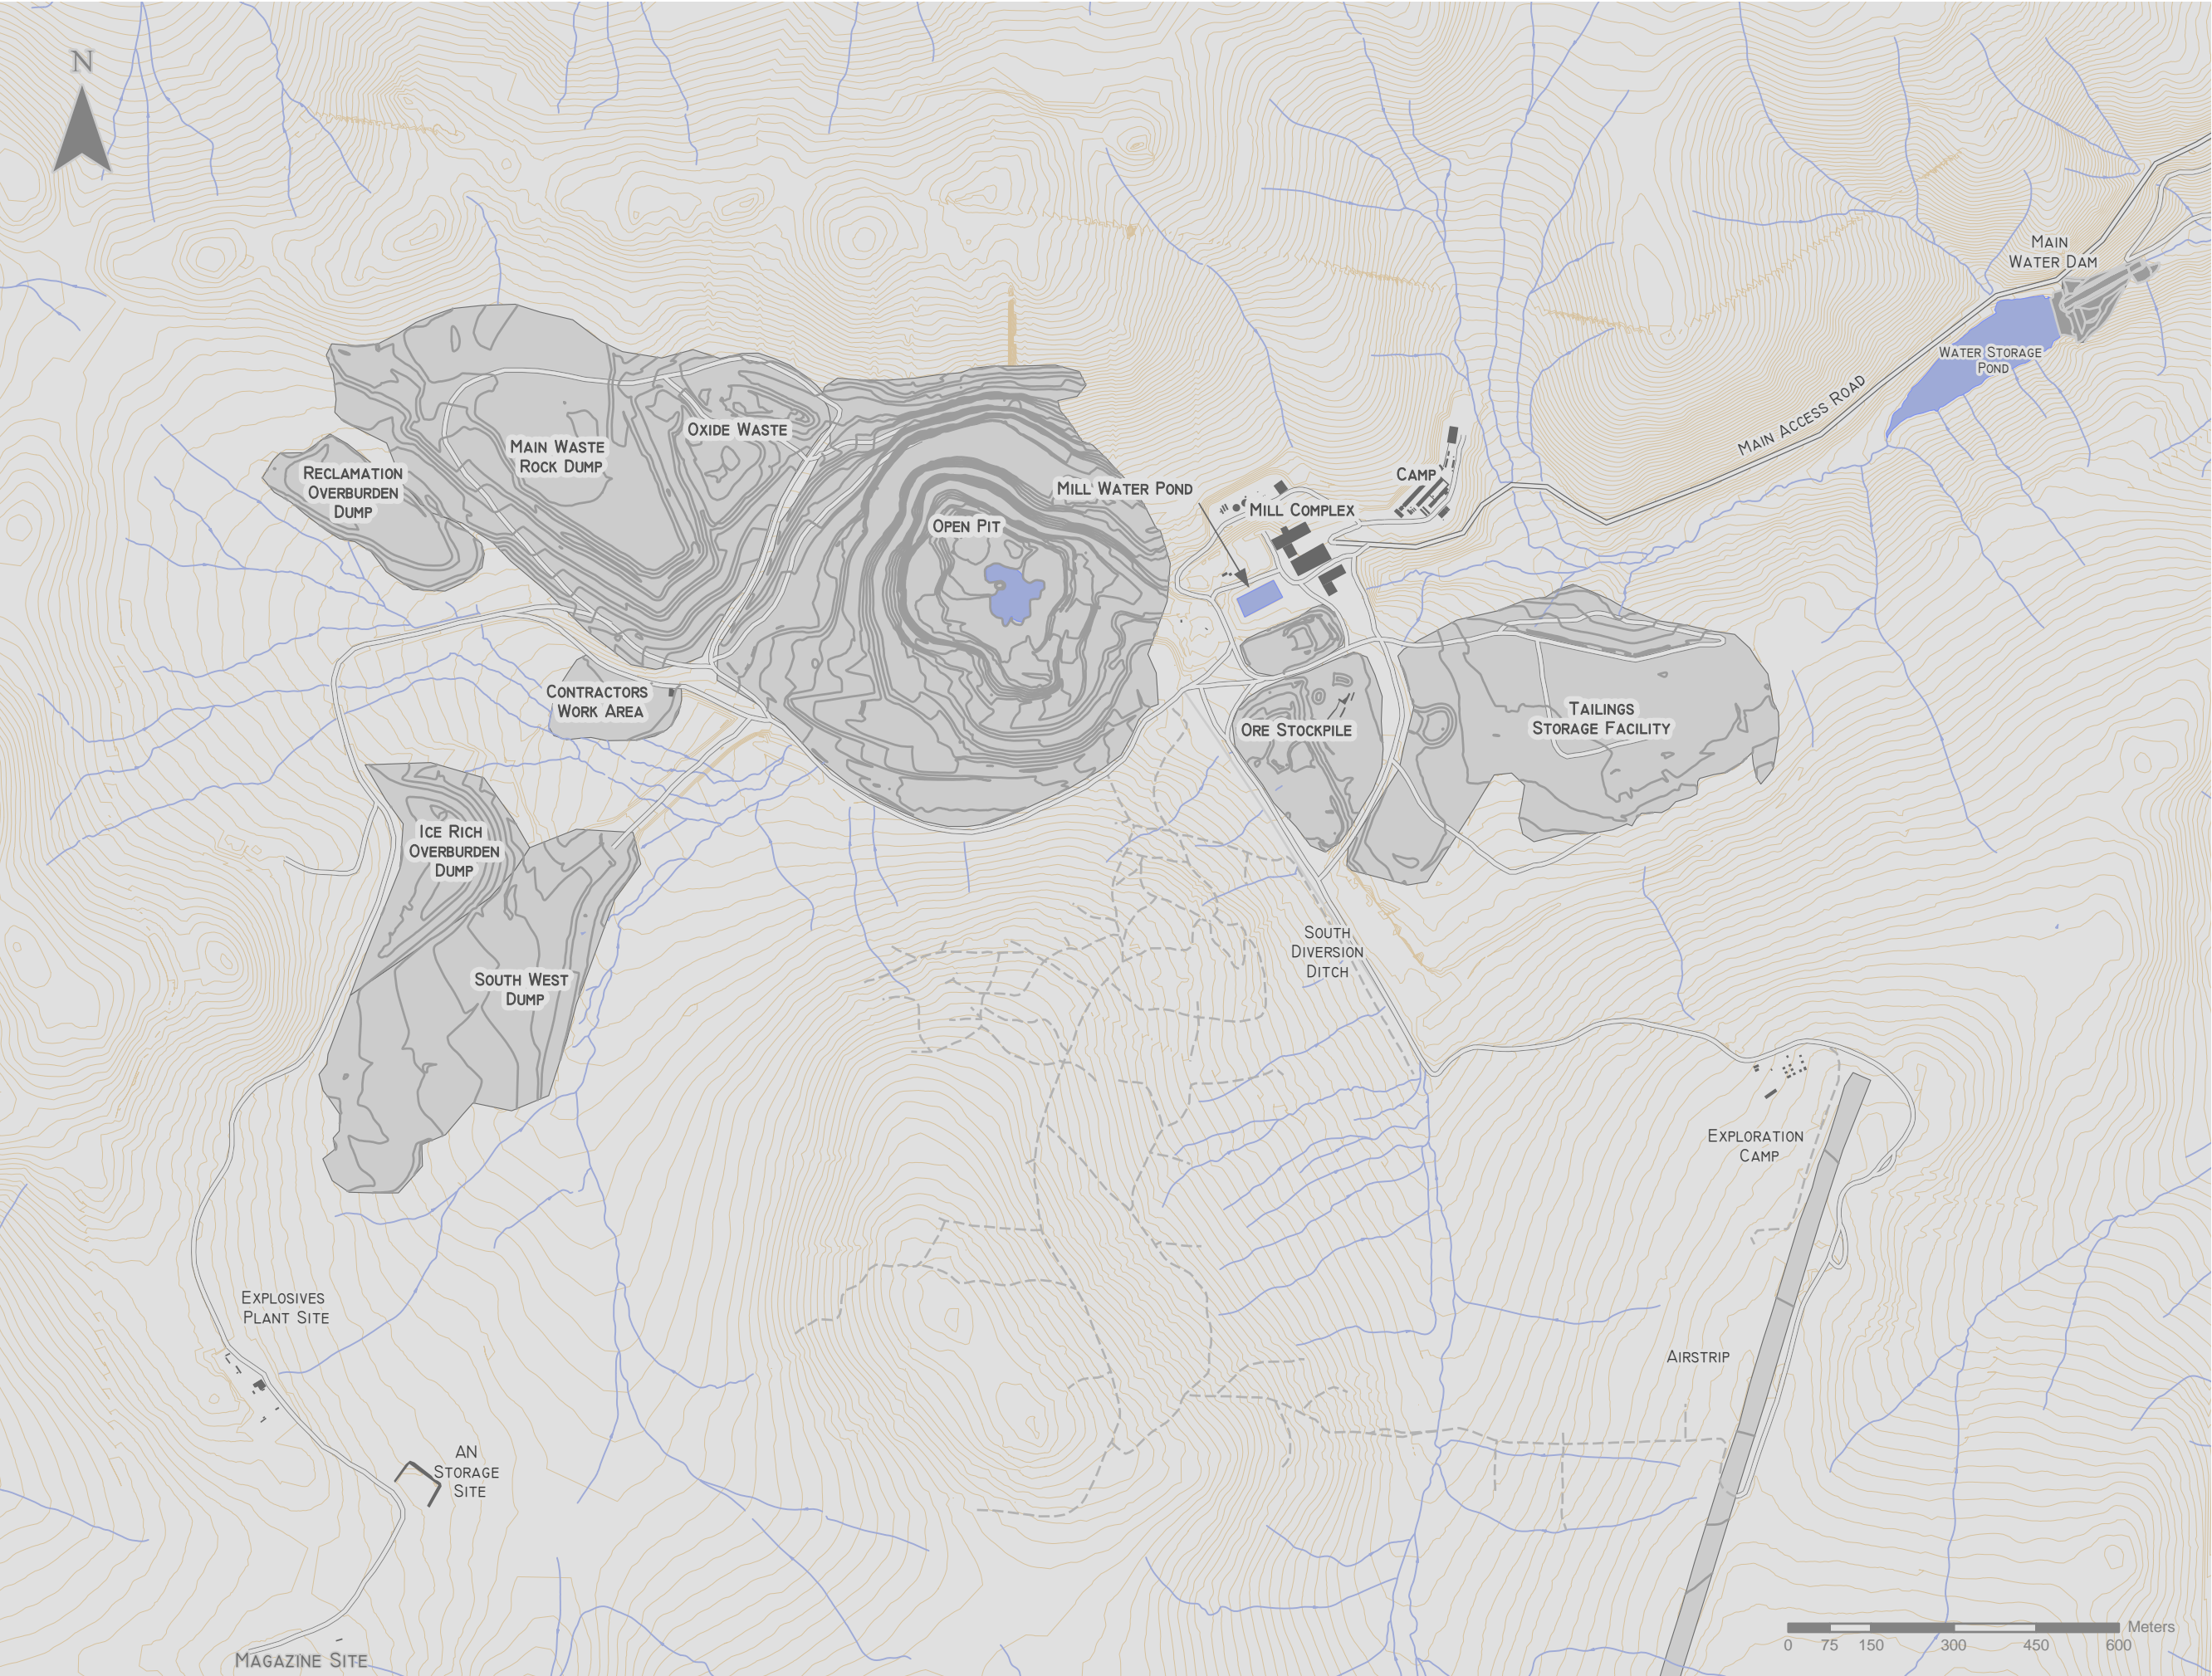 N
Main
Water Dam
Water Storage
Pond
Main Access Road
Oxide Waste
Main Waste
Rock Dump
Reclamation
Overburden
Dump
Camp
Mill Water Pond
Mill Complex
Open Pit
Contractors
Work Area
Ore Stockpile
Tailings
Storage Facility
Ice Rich
Overburden
Dump
South West
Dump
South
Diversion
Ditch
Exploration
Camp
Explosives
Plant Site
Airstrip
AN
Storage
Site
Magazine Site
Meters
0 75 150 300 450 600